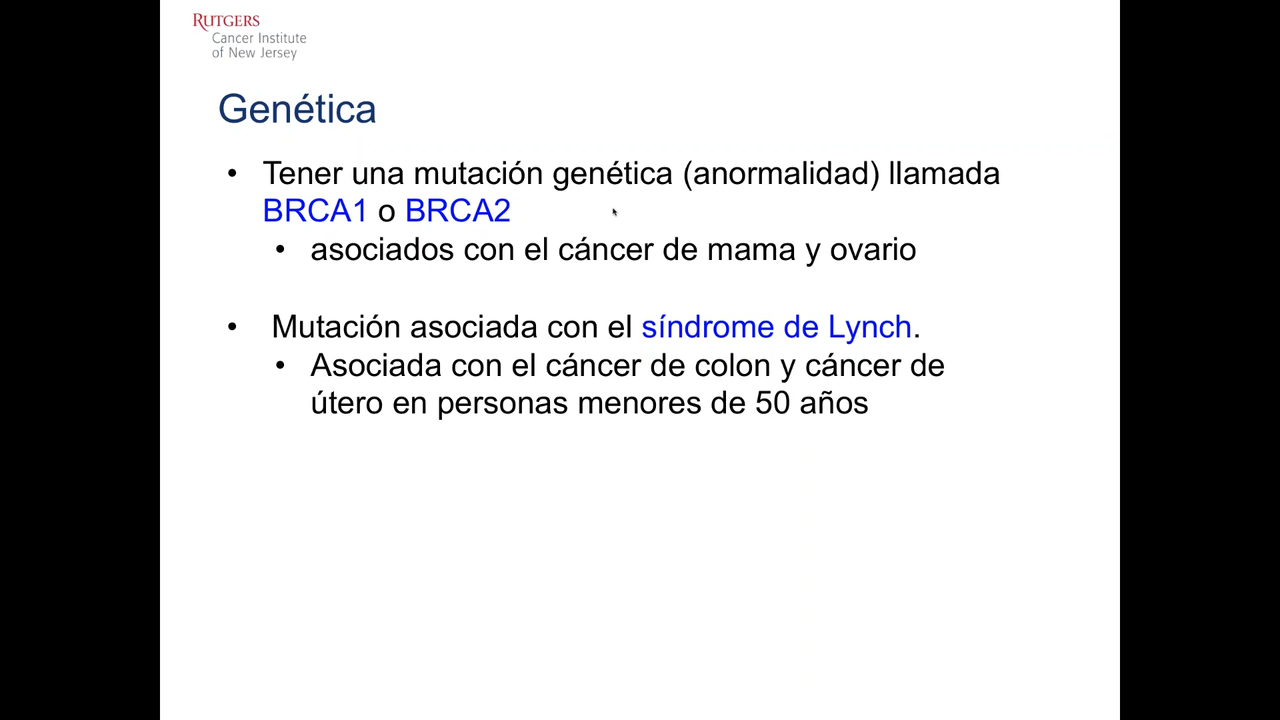 RUTGERS
Cancer Institute
of New Jersey
Genética
• Tener una mutación genética (anormalidad) llamada
BRCA1 o BRCA2
• asociados con el cáncer de mama y ovario
• Mutación asociada con el síndrome de Lynch.
• Asociada con el cáncer de colon y cáncer de
útero en personas menores de 50 años